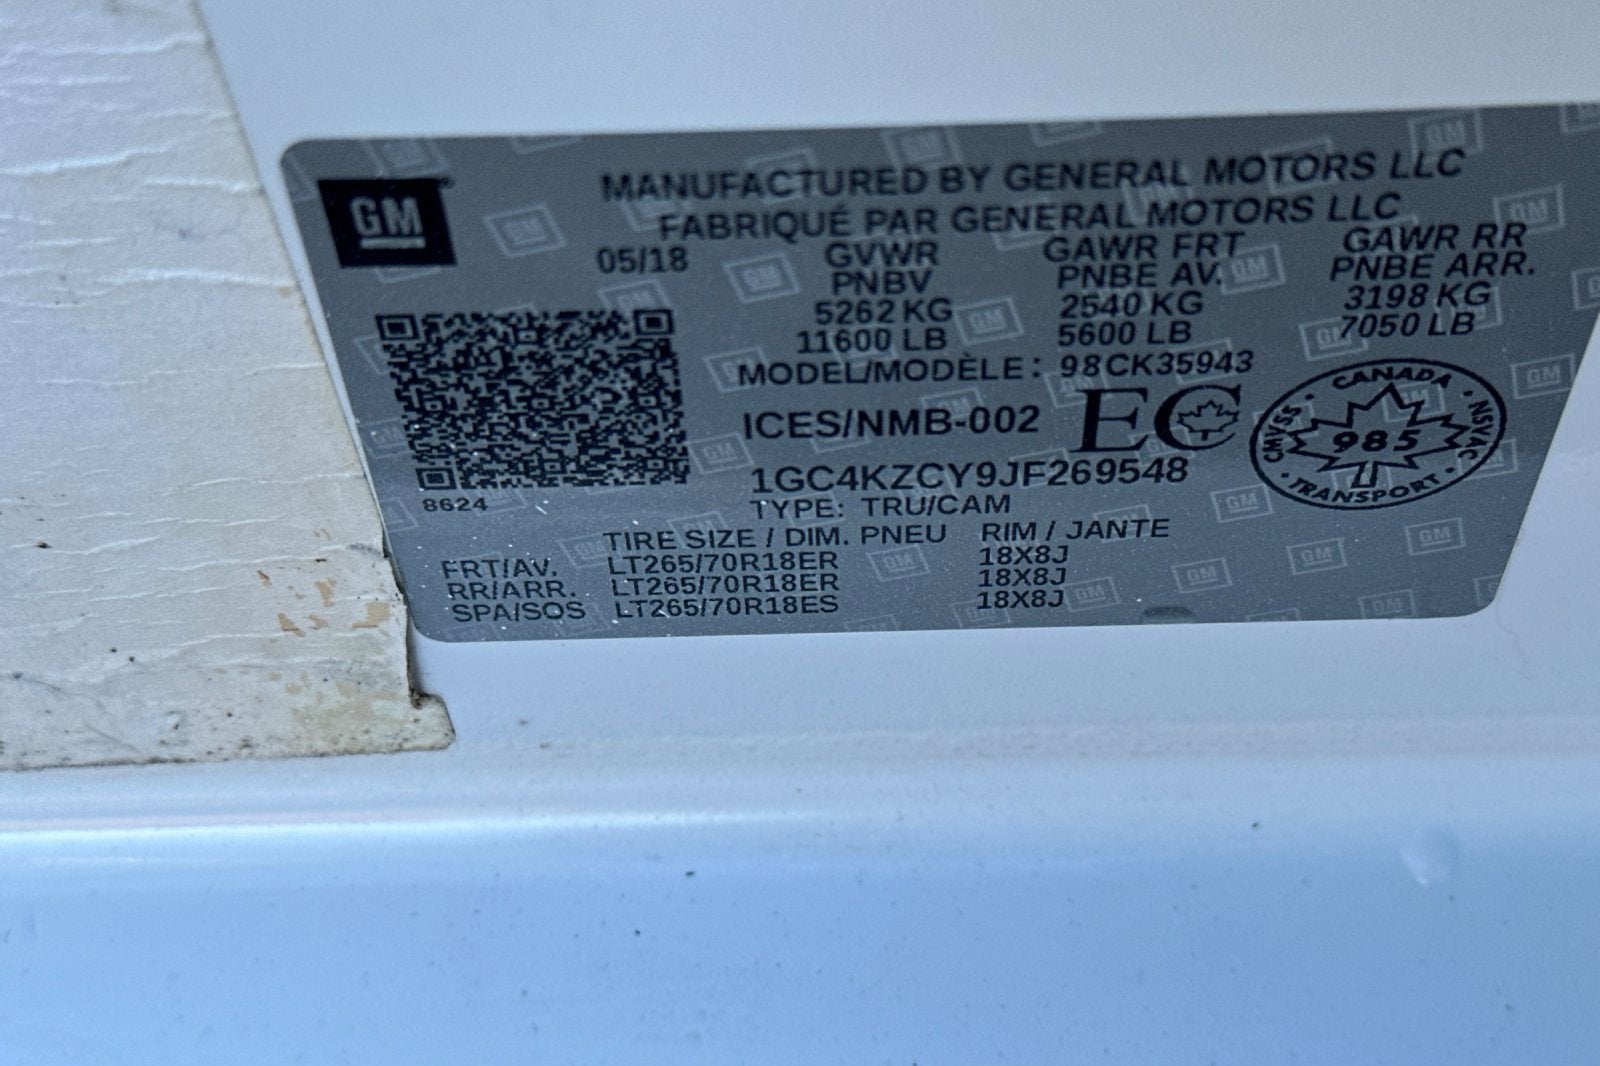 GM
MANUFACTURED BY GENERAL MOTORS LLC
FABRIQUÉ PAR GENERAL MOTORS LLC
05/18 GVWR GAWR FRT GAWR RR
PNBV PNBE AV. PNBE ARR.
5262 KG 2540 KG 3198 KG
11600 LB 5600 LB 7050 LB
MODEL/MODÈLE: 98CK35943
ICES/NMB-002 EC
CANADA
CMVSS 985 NSVAC
TRANSPORT
1GC4KZCY9JF269548
8624 TYPE: TRU/CAM
TIRE SIZE / DIM. PNEU RIM / JANTE
FRT/AV. LT265/70R18ER 18X8J
RR/ARR. LT265/70R18ER 18X8J
SPA/SOS LT265/70R18ES 18X8J